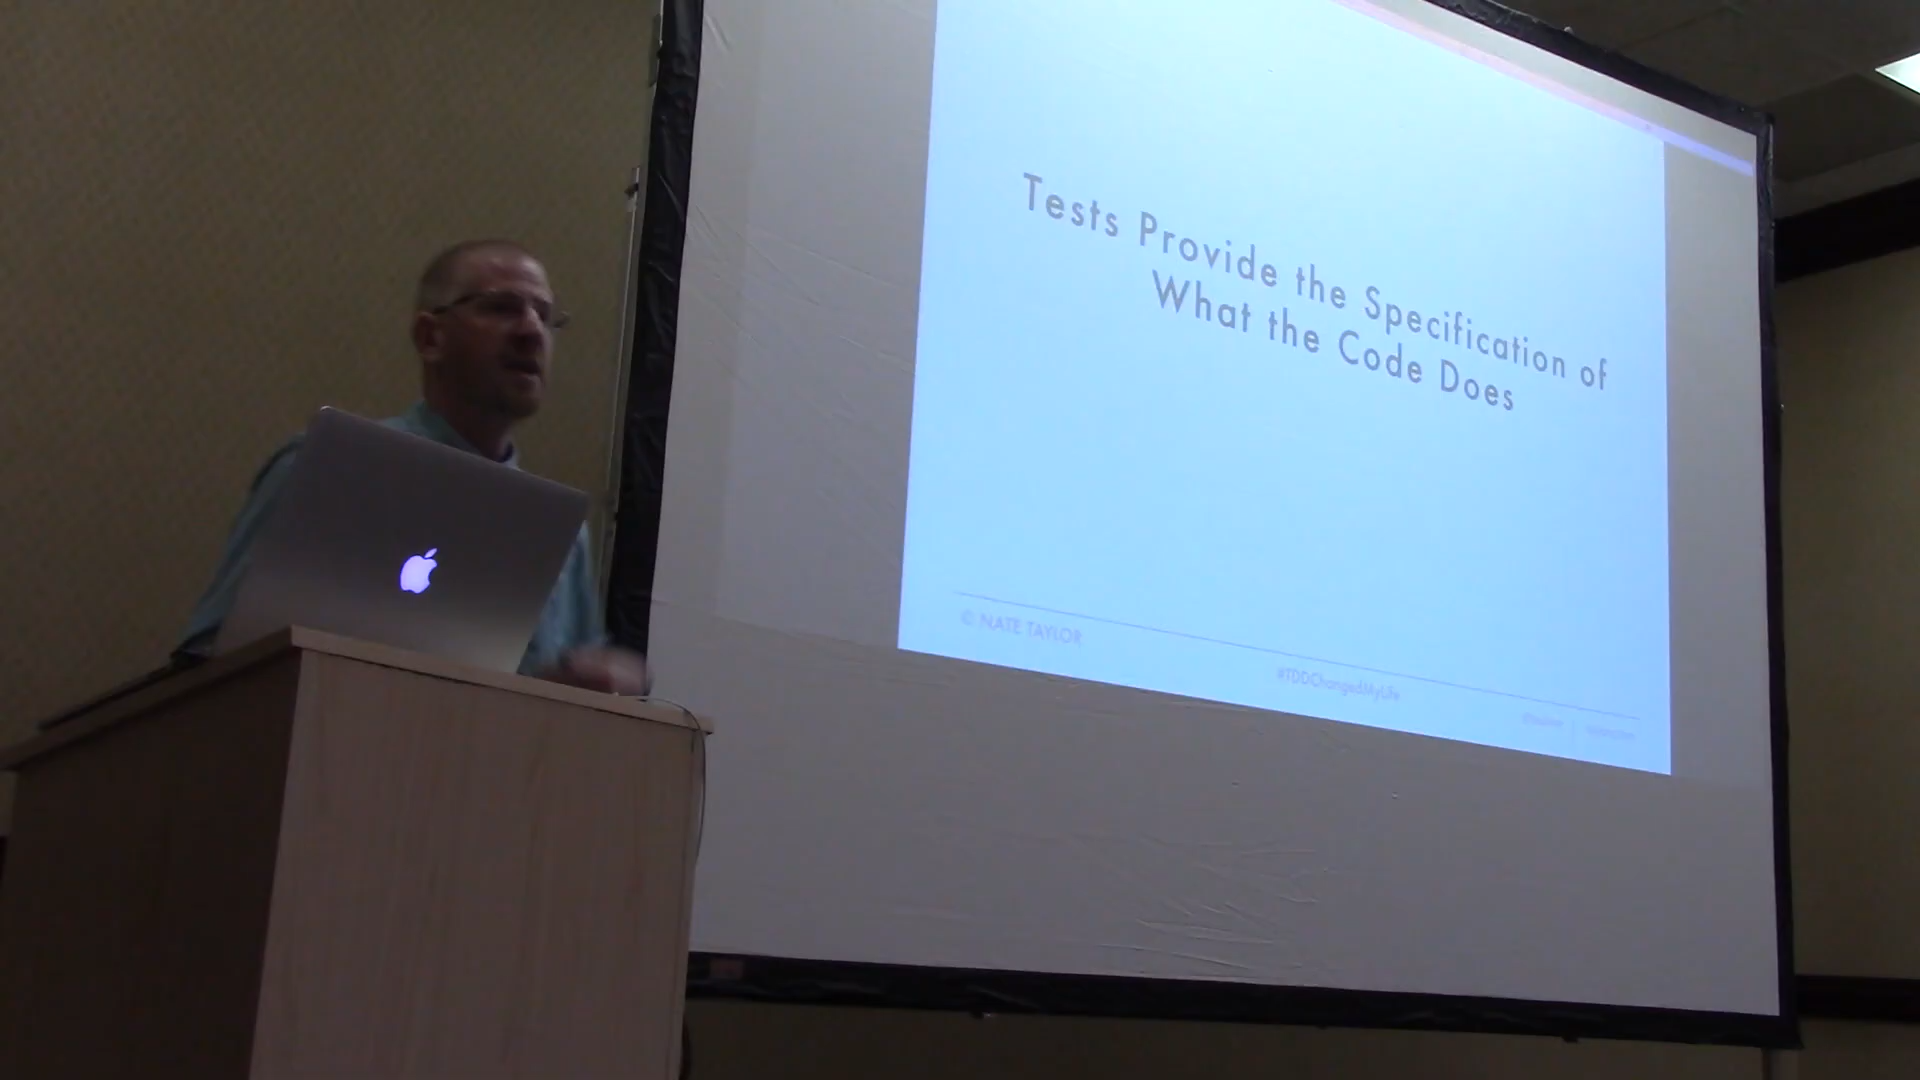 Tests Provide the Specification of
What the Code Does
© NATE TAYLOR
#TDDChangedMyLife